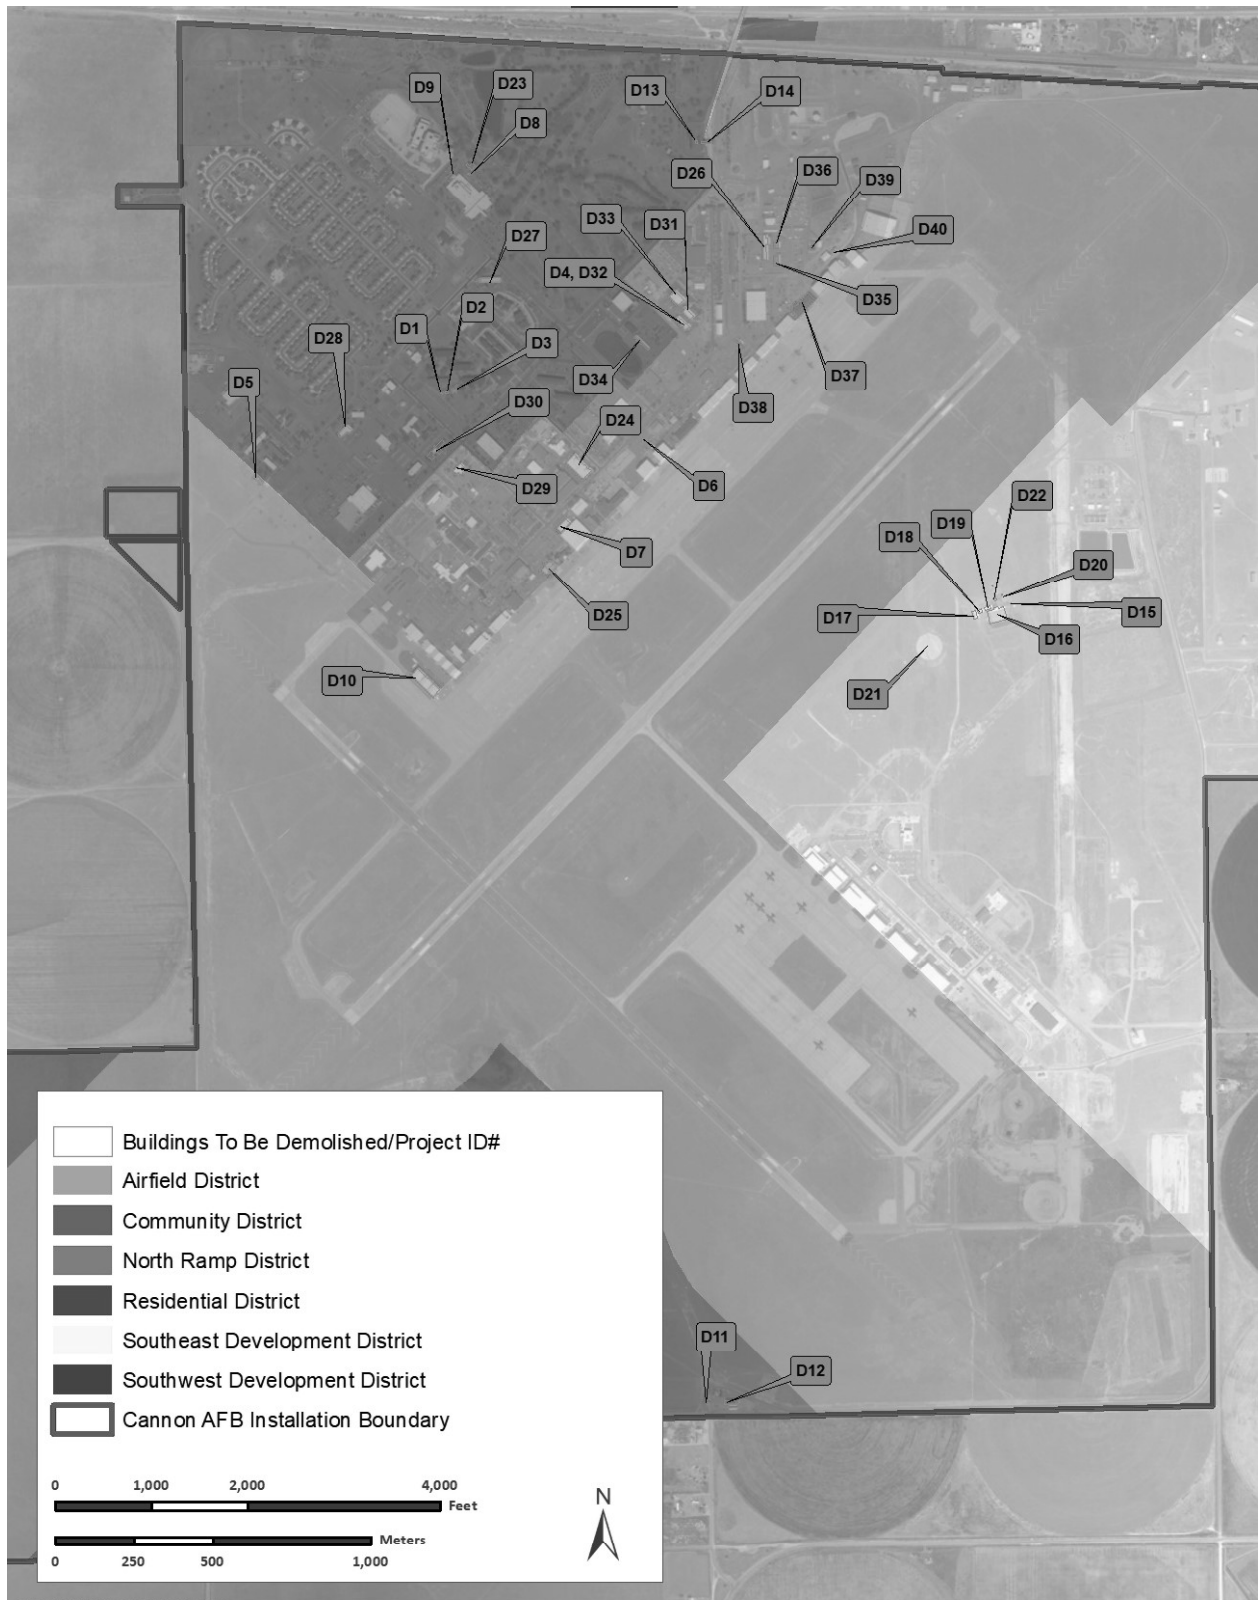 D9
D23
D8
D13
D14
D26
D36
D39
D33
D31
D40
D27
D4, D32
D2
D35
D1
D3
D28
D5
D34
D37
D38
D30
D24
D6
D29
D22
D19
D18
D7
D20
D25
D17
D15
D16
D10
D21
D11
D12
Buildings To Be Demolished/Project ID#
Airfield District
Community District
North Ramp District
Residential District
Southeast Development District
Southwest Development District
Cannon AFB Installation Boundary
0 1,000 2,000 4,000
Feet
N
Meters
0 250 500 1,000